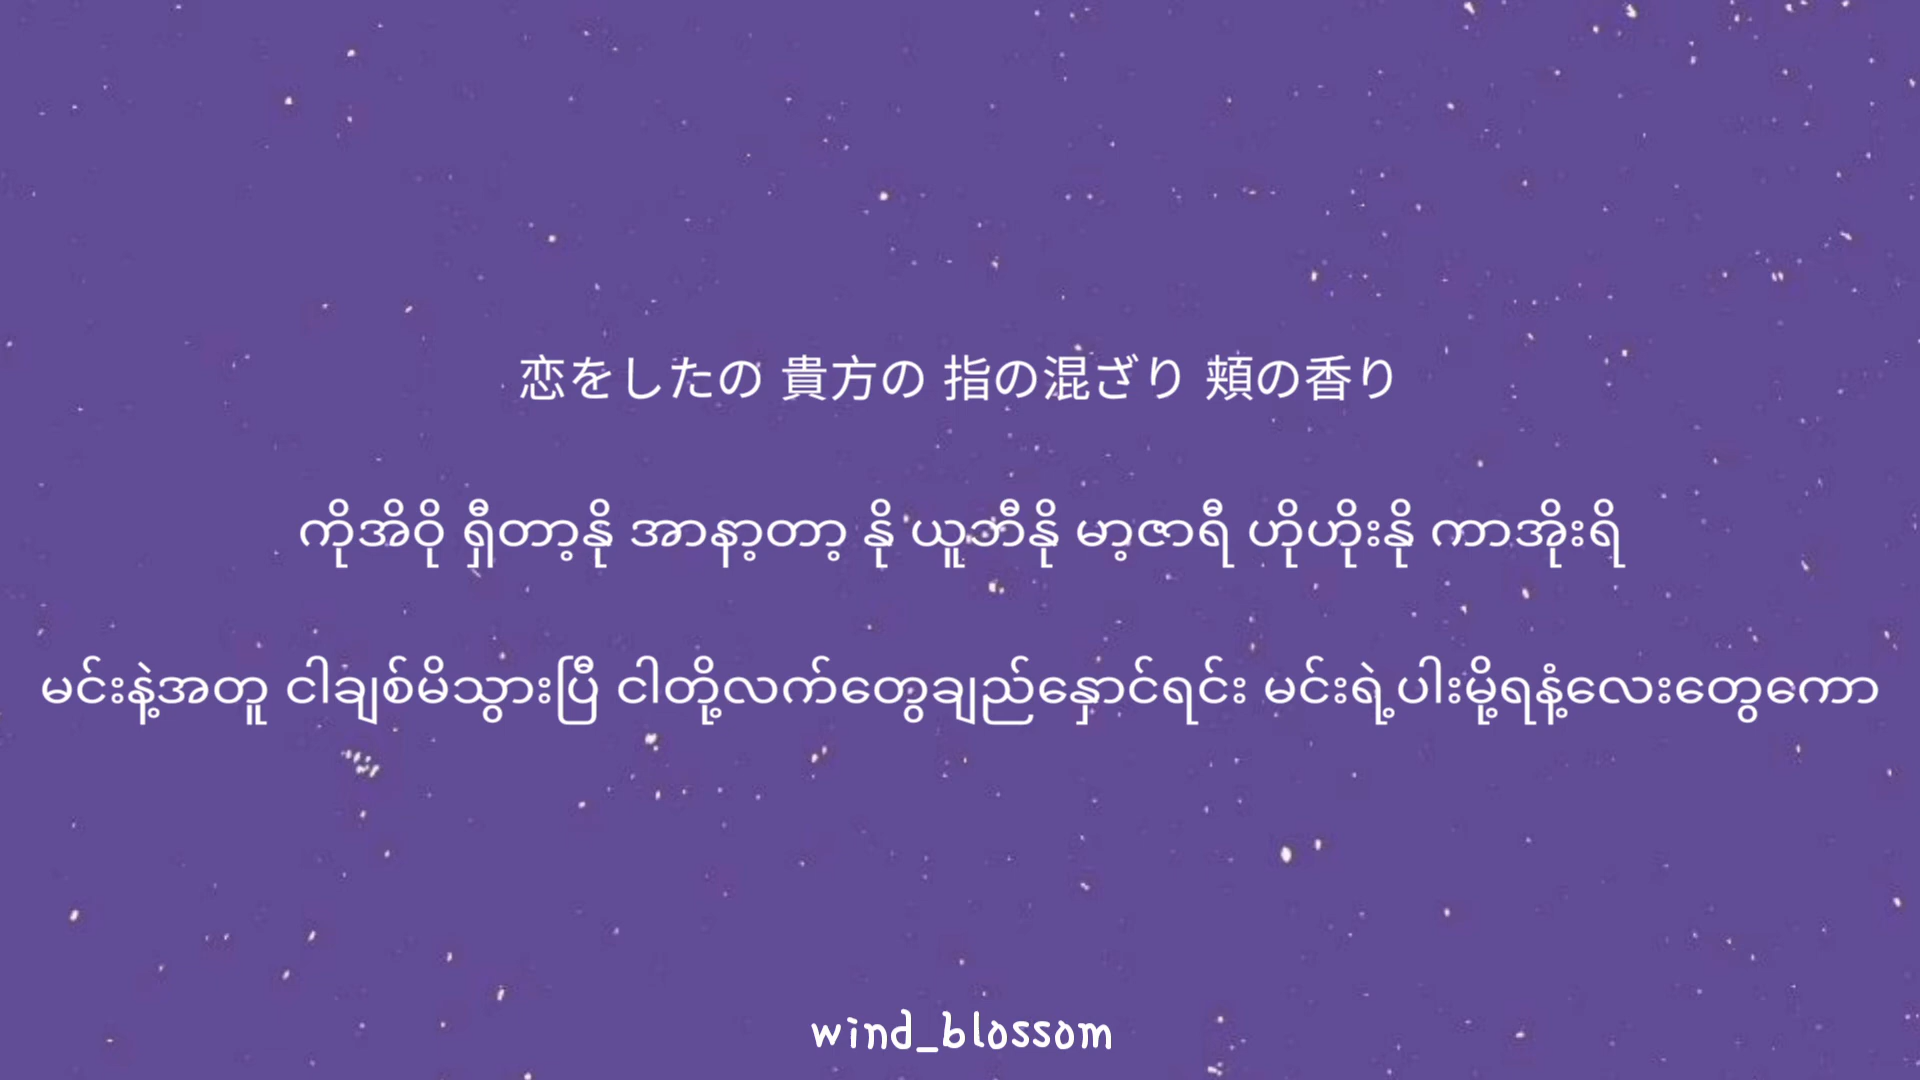 恋をしたの 貴方の 指の混ざり 頬の香り
ကိုအိဝို ရှီတာ့နို အာနာ့တာ့ နို ယူဘီနို မာ့ဇာရီ ဟိုဟိုးနို ကာအိုးရိ
မင်းနဲ့အတူ ငါချစ်မိသွားပြီ ငါတို့လက်တွေချည်နှောင်ရင်း မင်းရဲ့ပါးမို့ရနံ့လေးတွေကော
wind_blossom